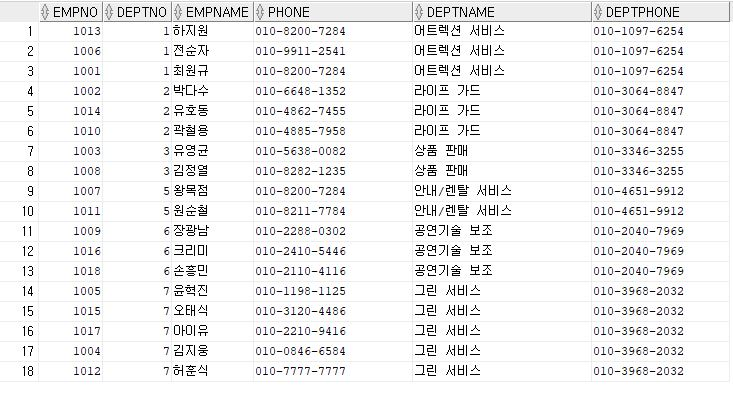 EMPNO DEPTNO EMPNAME PHONE DEPTNAME DEPTPHONE
1 1013 1 하지원 010-8200-7284 어트렉션 서비스 010-1097-6254
2 1006 1 전순자 010-9911-2541 어트렉션 서비스 010-1097-6254
3 1001 1 최원규 010-8200-7284 어트렉션 서비스 010-1097-6254
4 1002 2 박다수 010-6648-1352 라이프 가드 010-3064-8847
5 1014 2 유호동 010-4862-7455 라이프 가드 010-3064-8847
6 1010 2 곽철용 010-4885-7958 라이프 가드 010-3064-8847
7 1003 3 유영균 010-5638-0082 상품 판매 010-3346-3255
8 1008 3 김정열 010-8282-1235 상품 판매 010-3346-3255
9 1007 5 왕목점 010-8200-7284 안내/렌탈 서비스 010-4651-9912
10 1011 5 원순철 010-8211-7784 안내/렌탈 서비스 010-4651-9912
11 1009 6 장광남 010-2288-0302 공연기술 보조 010-2040-7969
12 1016 6 크리미 010-2410-5446 공연기술 보조 010-2040-7969
13 1018 6 손흥민 010-2110-4116 공연기술 보조 010-2040-7969
14 1005 7 윤혁진 010-1198-1125 그린 서비스 010-3968-2032
15 1015 7 오태식 010-3120-4486 그린 서비스 010-3968-2032
16 1017 7 아이유 010-2210-9416 그린 서비스 010-3968-2032
17 1004 7 김지웅 010-0846-6584 그린 서비스 010-3968-2032
18 1012 7 허훈식 010-7777-7777 그린 서비스 010-3968-2032